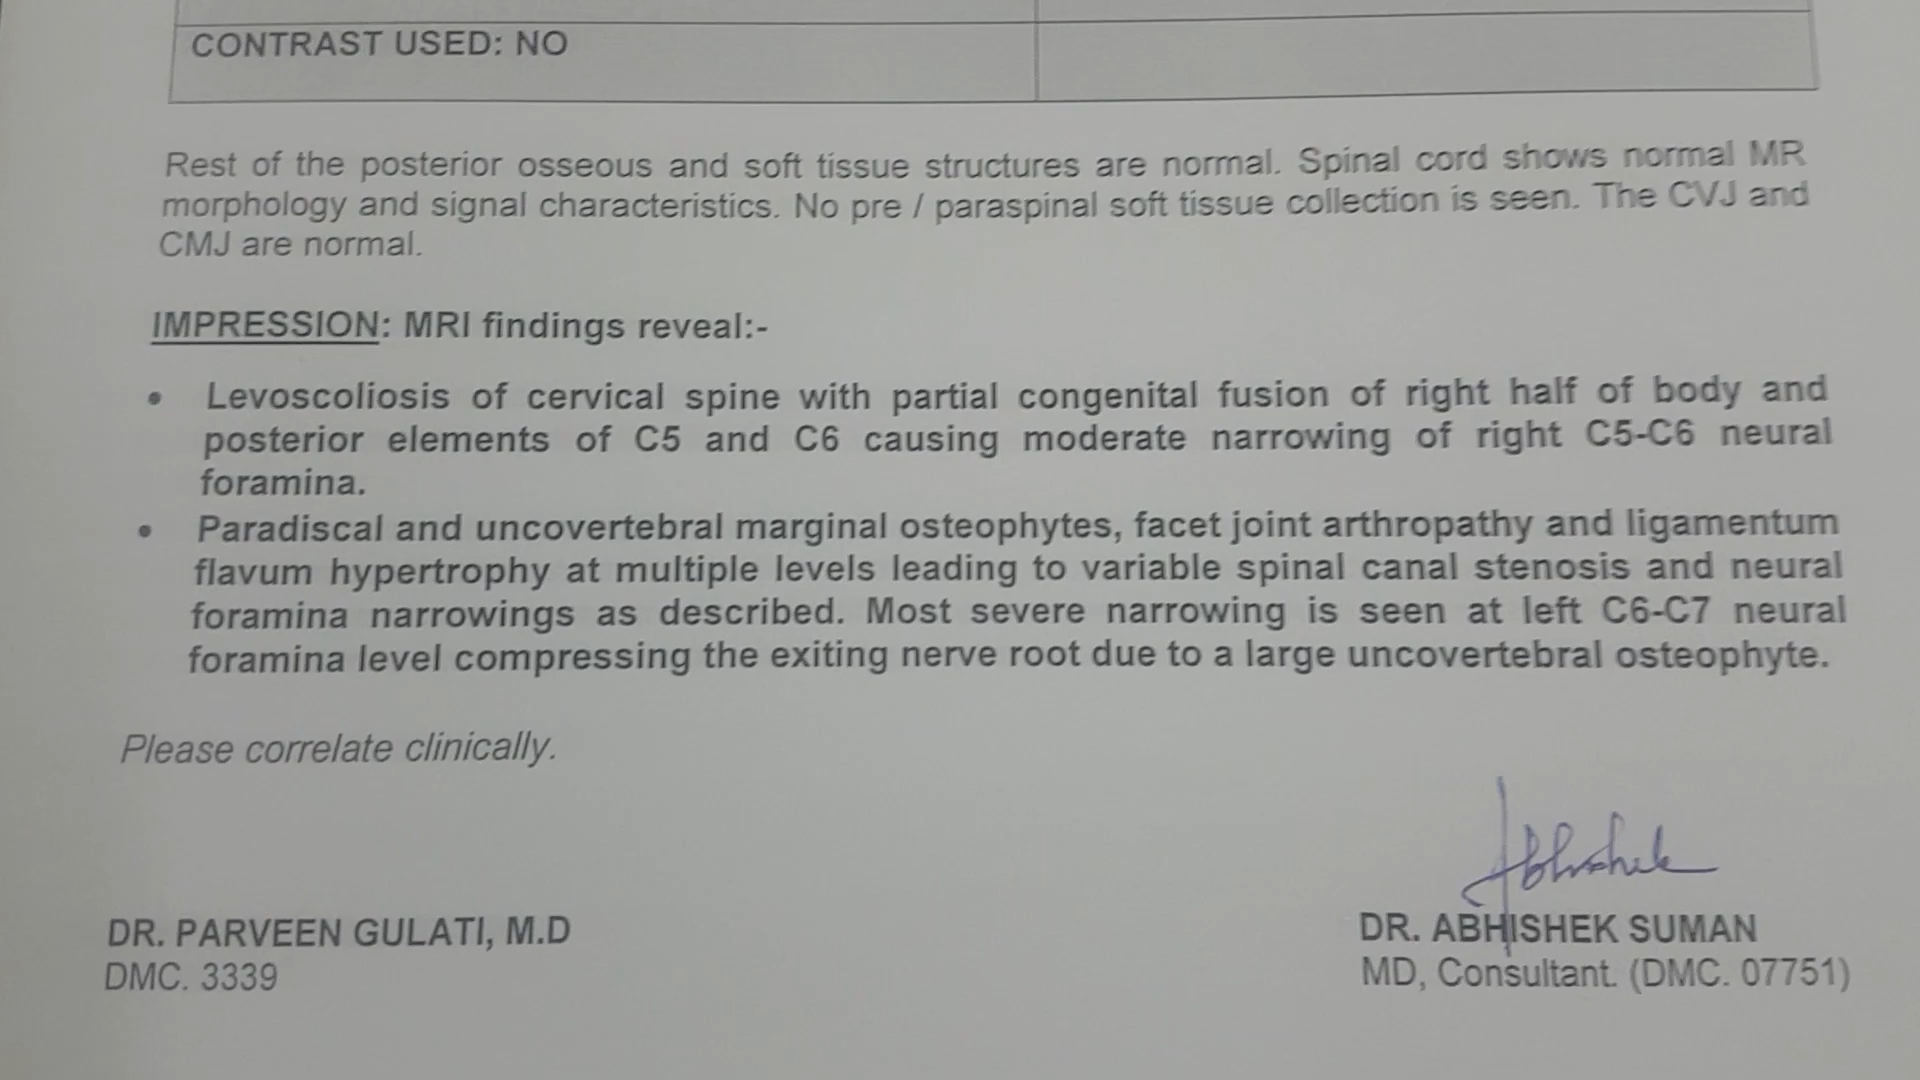 CONTRAST USED: NO
Rest of the posterior osseous and soft tissue structures are normal. Spinal cord shows normal MR
morphology and signal characteristics. No pre / paraspinal soft tissue collection is seen. The CVJ and
CMJ are normal.
IMPRESSION: MRI findings reveal:-
• Levoscoliosis of cervical spine with partial congenital fusion of right half of body and
posterior elements of C5 and C6 causing moderate narrowing of right C5-C6 neural
foramina.
• Paradiscal and uncovertebral marginal osteophytes, facet joint arthropathy and ligamentum
flavum hypertrophy at multiple levels leading to variable spinal canal stenosis and neural
foramina narrowings as described. Most severe narrowing is seen at left C6-C7 neural
foramina level compressing the exiting nerve root due to a large uncovertebral osteophyte.
Please correlate clinically.
Abhishek
DR. PARVEEN GULATI, M.D
DMC. 3339
DR. ABHISHEK SUMAN
MD, Consultant. (DMC. 07751)